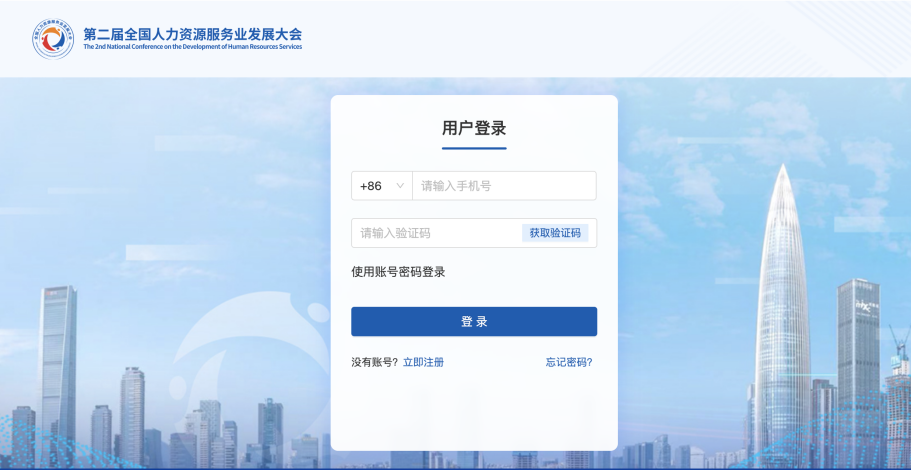 第二届全国人力资源服务业发展大会
The 2nd National Conference on the Development of Human Resources Services
用户登录
+86 请输入手机号
请输入验证码 获取验证码
使用账号密码登录
登 录
没有账号? 立即注册 忘记密码?